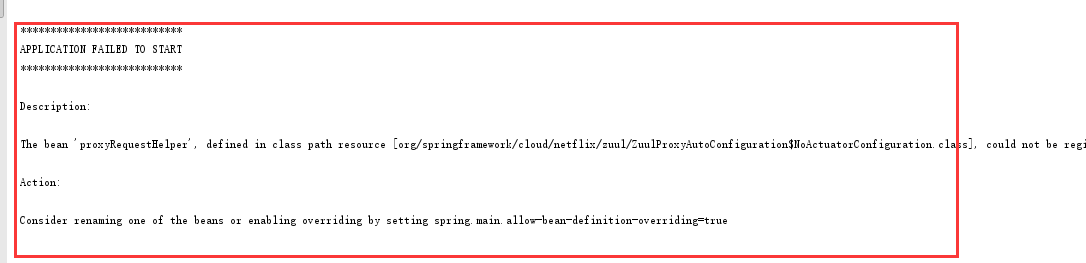 ***************************
APPLICATION FAILED TO START
***************************
Description:
The bean 'proxyRequestHelper', defined in class path resource [org/springframework/cloud/netflix/zuul/ZuulProxyAutoConfiguration$NoActuatorConfiguration.class], could not be regi
Action:
Consider renaming one of the beans or enabling overriding by setting spring.main.allow-bean-definition-overriding=true